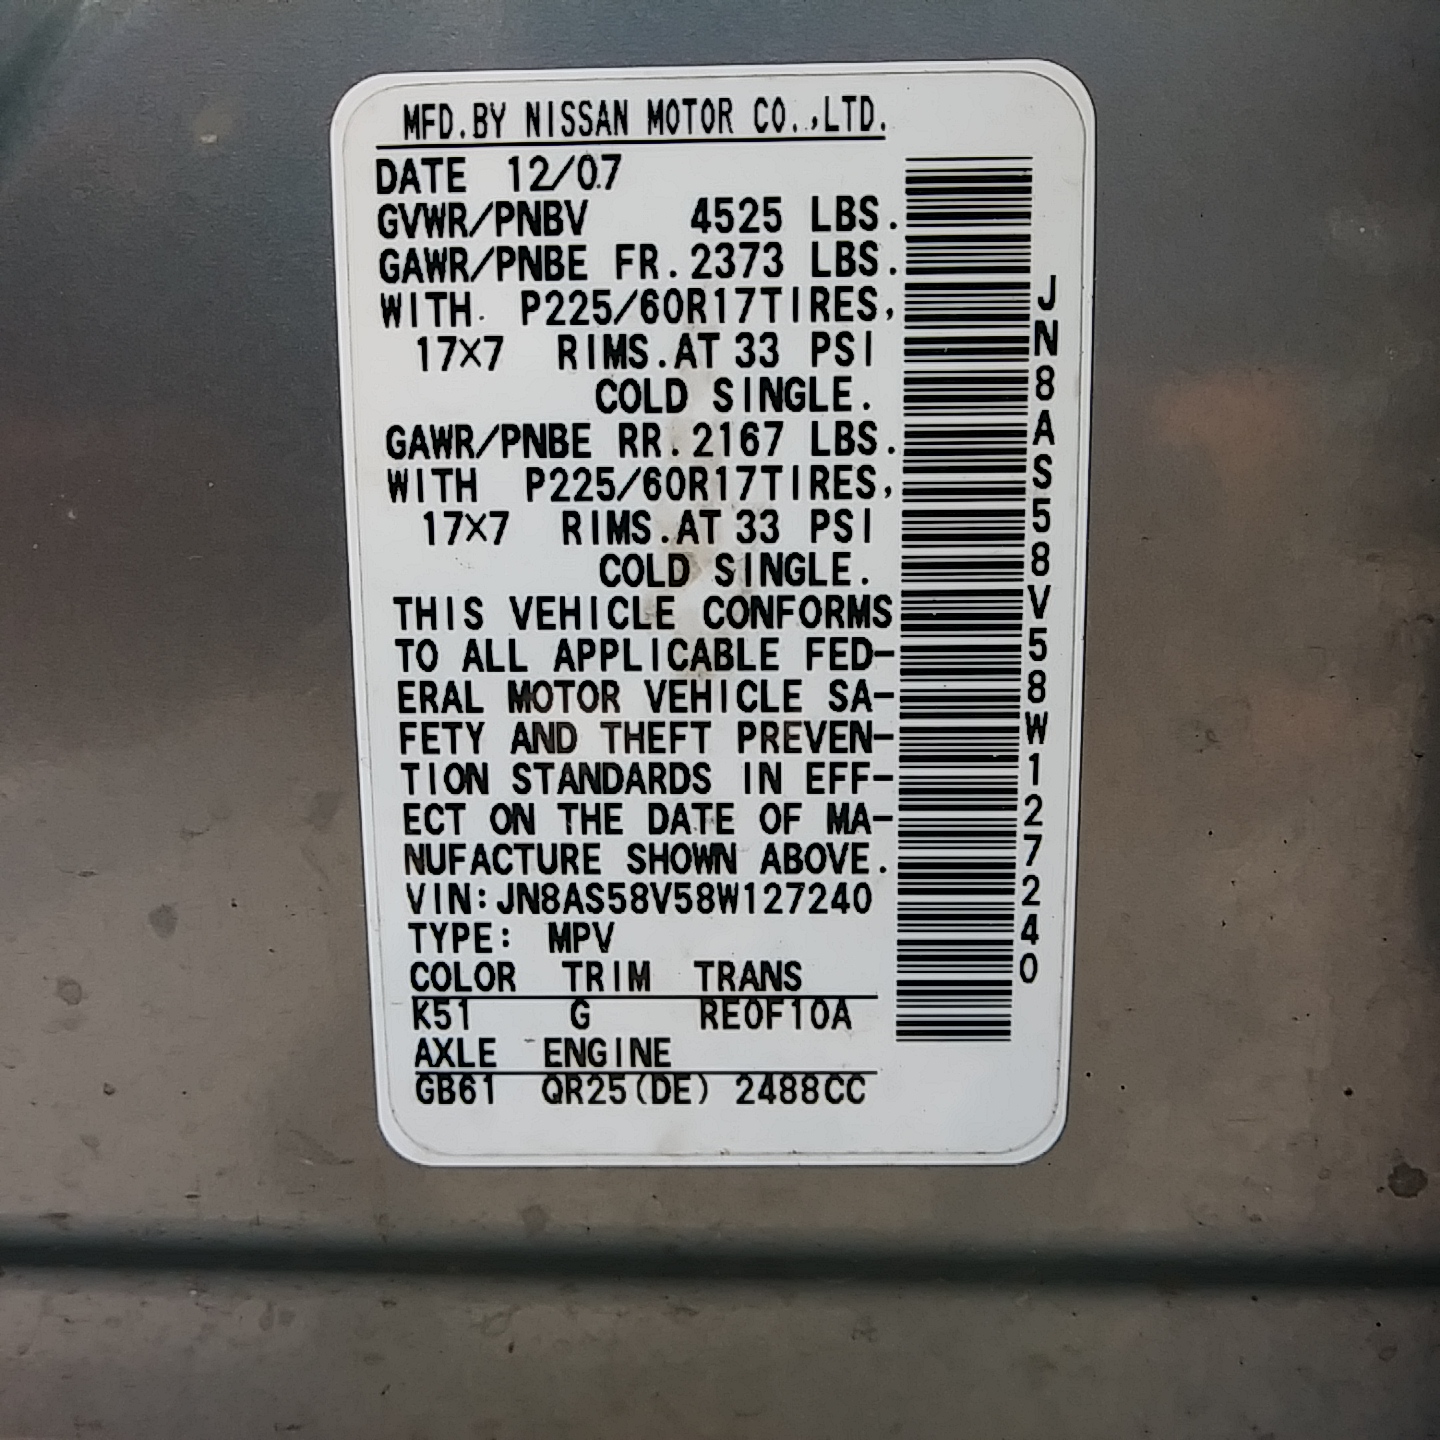 MFD.BY NISSAN MOTOR CO.,LTD.
DATE 12/07
GVWR/PNBV 4525 LBS.
GAWR/PNBE FR.2373 LBS.
WITH P225/60R17TIRES,
17×7 RIMS.AT 33 PSI
COLD SINGLE.
GAWR/PNBE RR.2167 LBS.
WITH P225/60R17TIRES,
17×7 RIMS.AT 33 PSI
COLD SINGLE.
THIS VEHICLE CONFORMS
TO ALL APPLICABLE FED-
ERAL MOTOR VEHICLE SA-
FETY AND THEFT PREVEN-
TION STANDARDS IN EFF-
ECT ON THE DATE OF MA-
NUFACTURE SHOWN ABOVE.
VIN:JN8AS58V58W127240
TYPE: MPV
COLOR TRIM TRANS
K51 G RE0F10A
AXLE ENGINE
GB61 QR25(DE) 2488CC
JN8AS58V58W127240